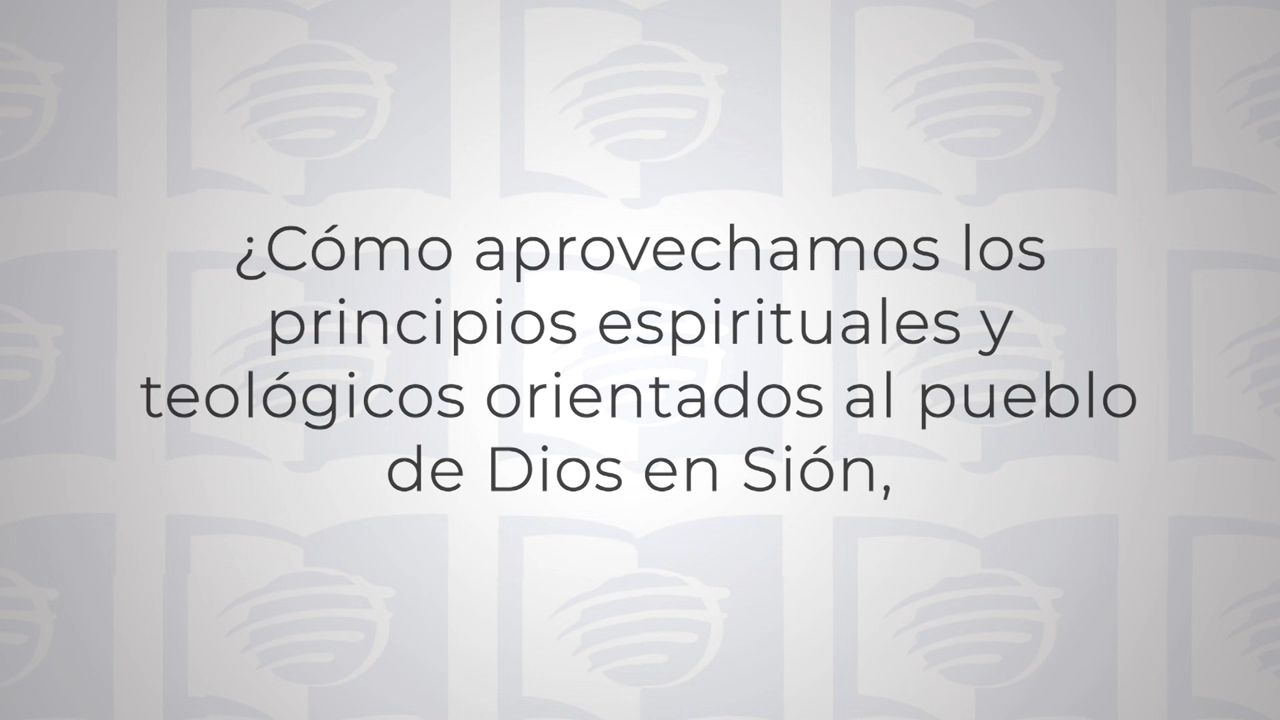 ¿Cómo aprovechamos los
principios espirituales y
teológicos orientados al pueblo
de Dios en Sión,